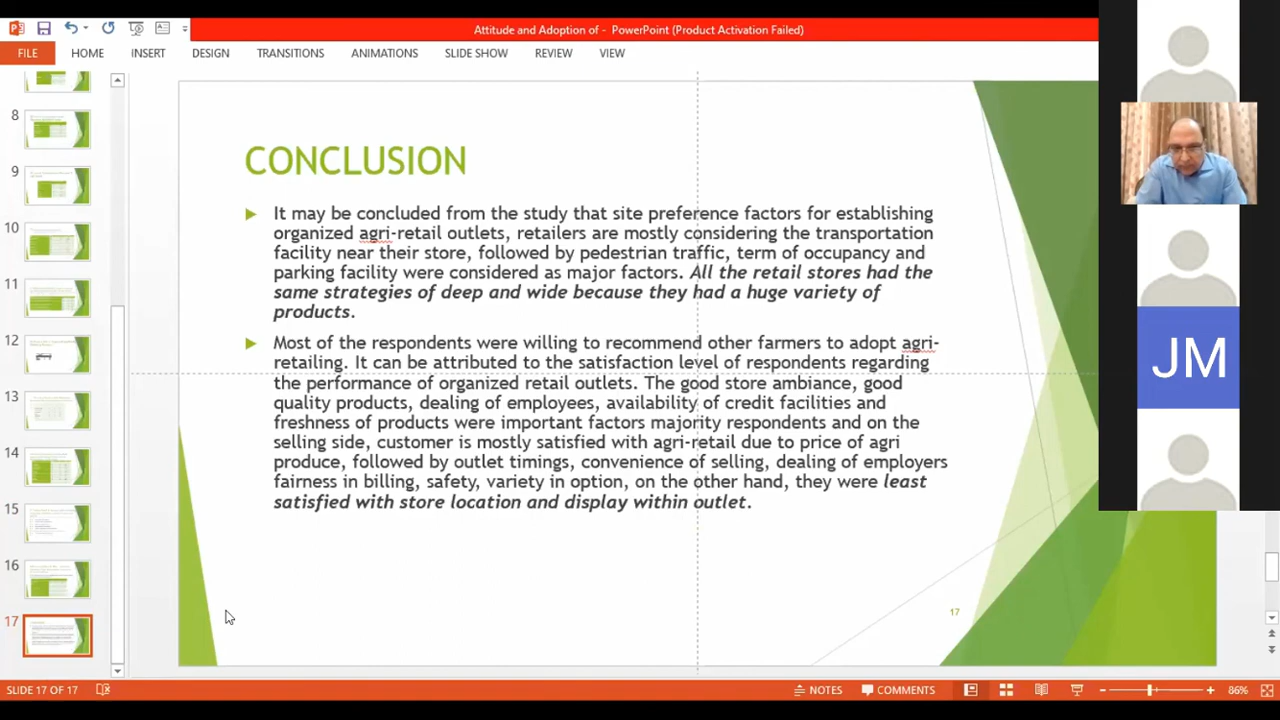 Attitude and Adoption of - PowerPoint (Product Activation Failed)
FILE HOME INSERT DESIGN TRANSITIONS ANIMATIONS SLIDE SHOW REVIEW VIEW
8
9
10
11
12
13
14
15
16
17
CONCLUSION
It may be concluded from the study that site preference factors for establishing
organized agri-retail outlets, retailers are mostly considering the transportation
facility near their store, followed by pedestrian traffic, term of occupancy and
parking facility were considered as major factors. All the retail stores had the
same strategies of deep and wide because they had a huge variety of
products.
Most of the respondents were willing to recommend other farmers to adopt agri-
retailing. It can be attributed to the satisfaction level of respondents regarding
the performance of organized retail outlets. The good store ambiance, good
quality products, dealing of employees, availability of credit facilities and
freshness of products were important factors majority respondents and on the
selling side, customer is mostly satisfied with agri-retail due to price of agri
produce, followed by outlet timings, convenience of selling, dealing of employers
fairness in billing, safety, variety in option, on the other hand, they were least
satisfied with store location and display within outlet.
17
JM
SLIDE 17 OF 17 NOTES COMMENTS 86%